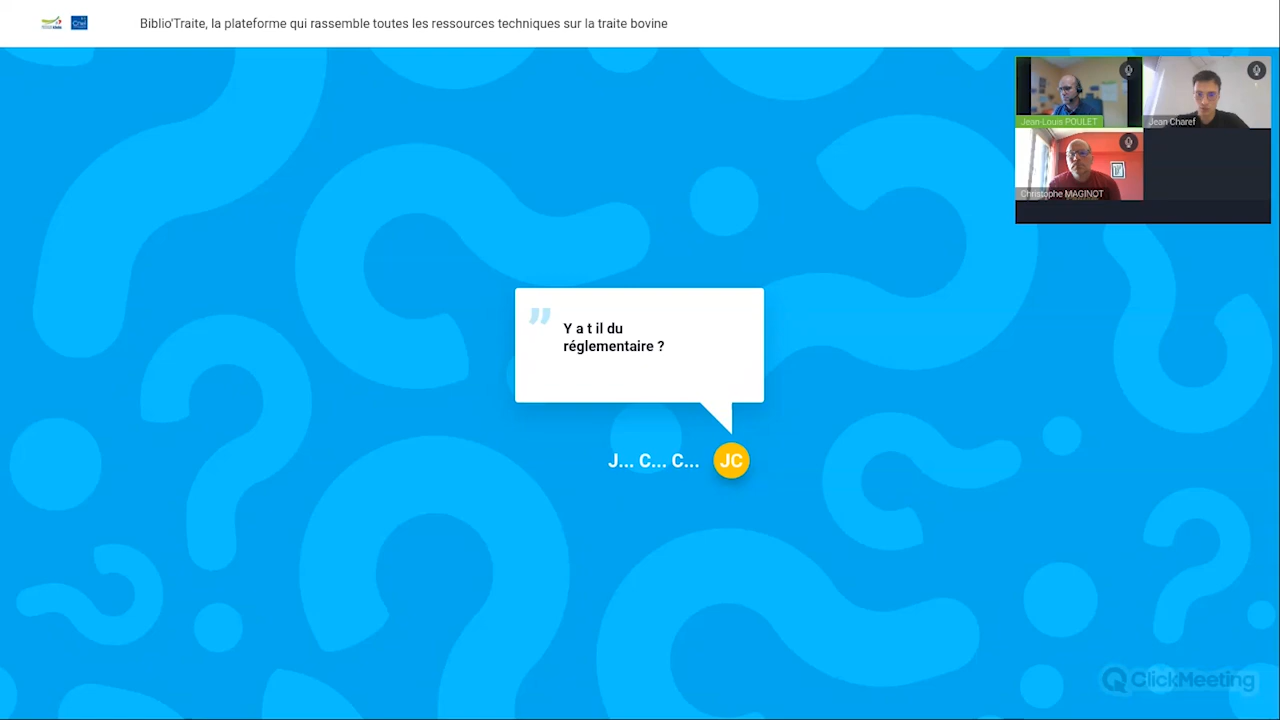 Biblio'Traite, la plateforme qui rassemble toutes les ressources techniques sur la traite bovine
Jean-Louis POULET
Jean Charef
Christophe MAGINOT
Y a t il du
réglementaire ?
J... C... C...
JC
ClickMeeting